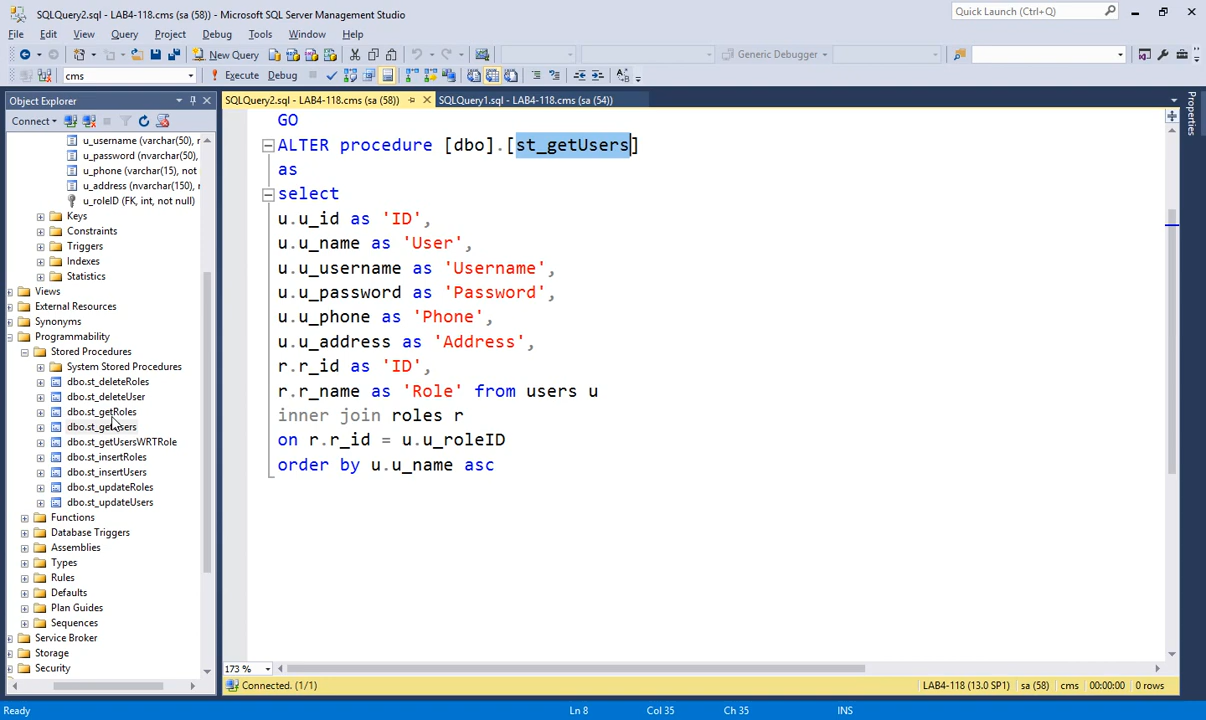 SQLQuery2.sql - LAB4-118.cms (sa (58)) - Microsoft SQL Server Management Studio
Quick Launch (Ctrl+Q)
File Edit View Query Project Debug Tools Window Help
New Query
Generic Debugger
cms
Execute Debug
Object Explorer
SQLQuery2.sql - LAB4-118.cms (sa (58))
SQLQuery1.sql - LAB4-118.cms (sa (54))
Properties
Connect
u_username (varchar(50), n
u_password (varchar(50),
u_phone (varchar(15), not
u_address (nvarchar(150), n
u_roleID (FK, int, not null)
Keys
Constraints
Triggers
Indexes
Statistics
Views
External Resources
Synonyms
Programmability
Stored Procedures
System Stored Procedures
dbo.st_deleteRoles
dbo.st_deleteUser
dbo.st_getRoles
dbo.st_getUsers
dbo.st_getUsersWRTRole
dbo.st_insertRoles
dbo.st_insertUsers
dbo.st_updateRoles
dbo.st_updateUsers
Functions
Database Triggers
Assemblies
Types
Rules
Defaults
Plan Guides
Sequences
Service Broker
Storage
Security
GO
ALTER procedure [dbo].[st_getUsers]
as
select
u.u_id as 'ID',
u.u_name as 'User',
u.u_username as 'Username',
u.u_password as 'Password',
u.u_phone as 'Phone',
u.u_address as 'Address',
r.r_id as 'ID',
r.r_name as 'Role' from users u
inner join roles r
on r.r_id = u.u_roleID
order by u.u_name asc
173 %
Connected. (1/1)
LAB4-118 (13.0 SP1) sa (58) cms 00:00:00 0 rows
Ready
Ln 8 Col 35 Ch 35 INS